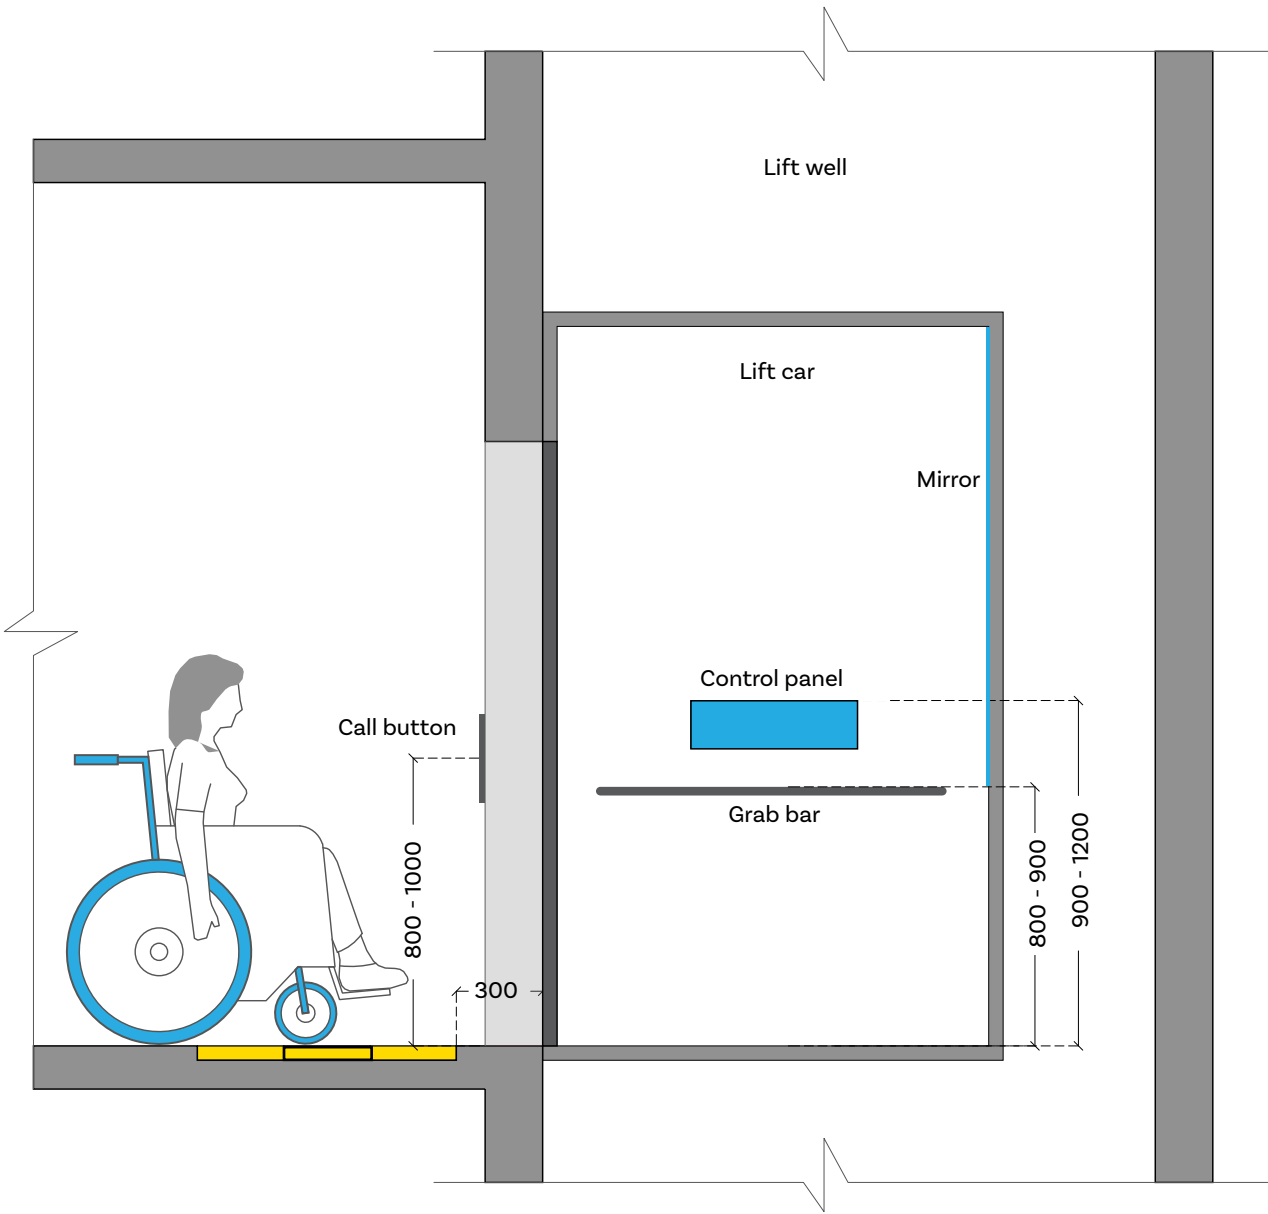 Lift well
Lift car
Mirror
Control panel
Call button
Grab bar
800 - 1000
800 - 900
900 - 1200
300